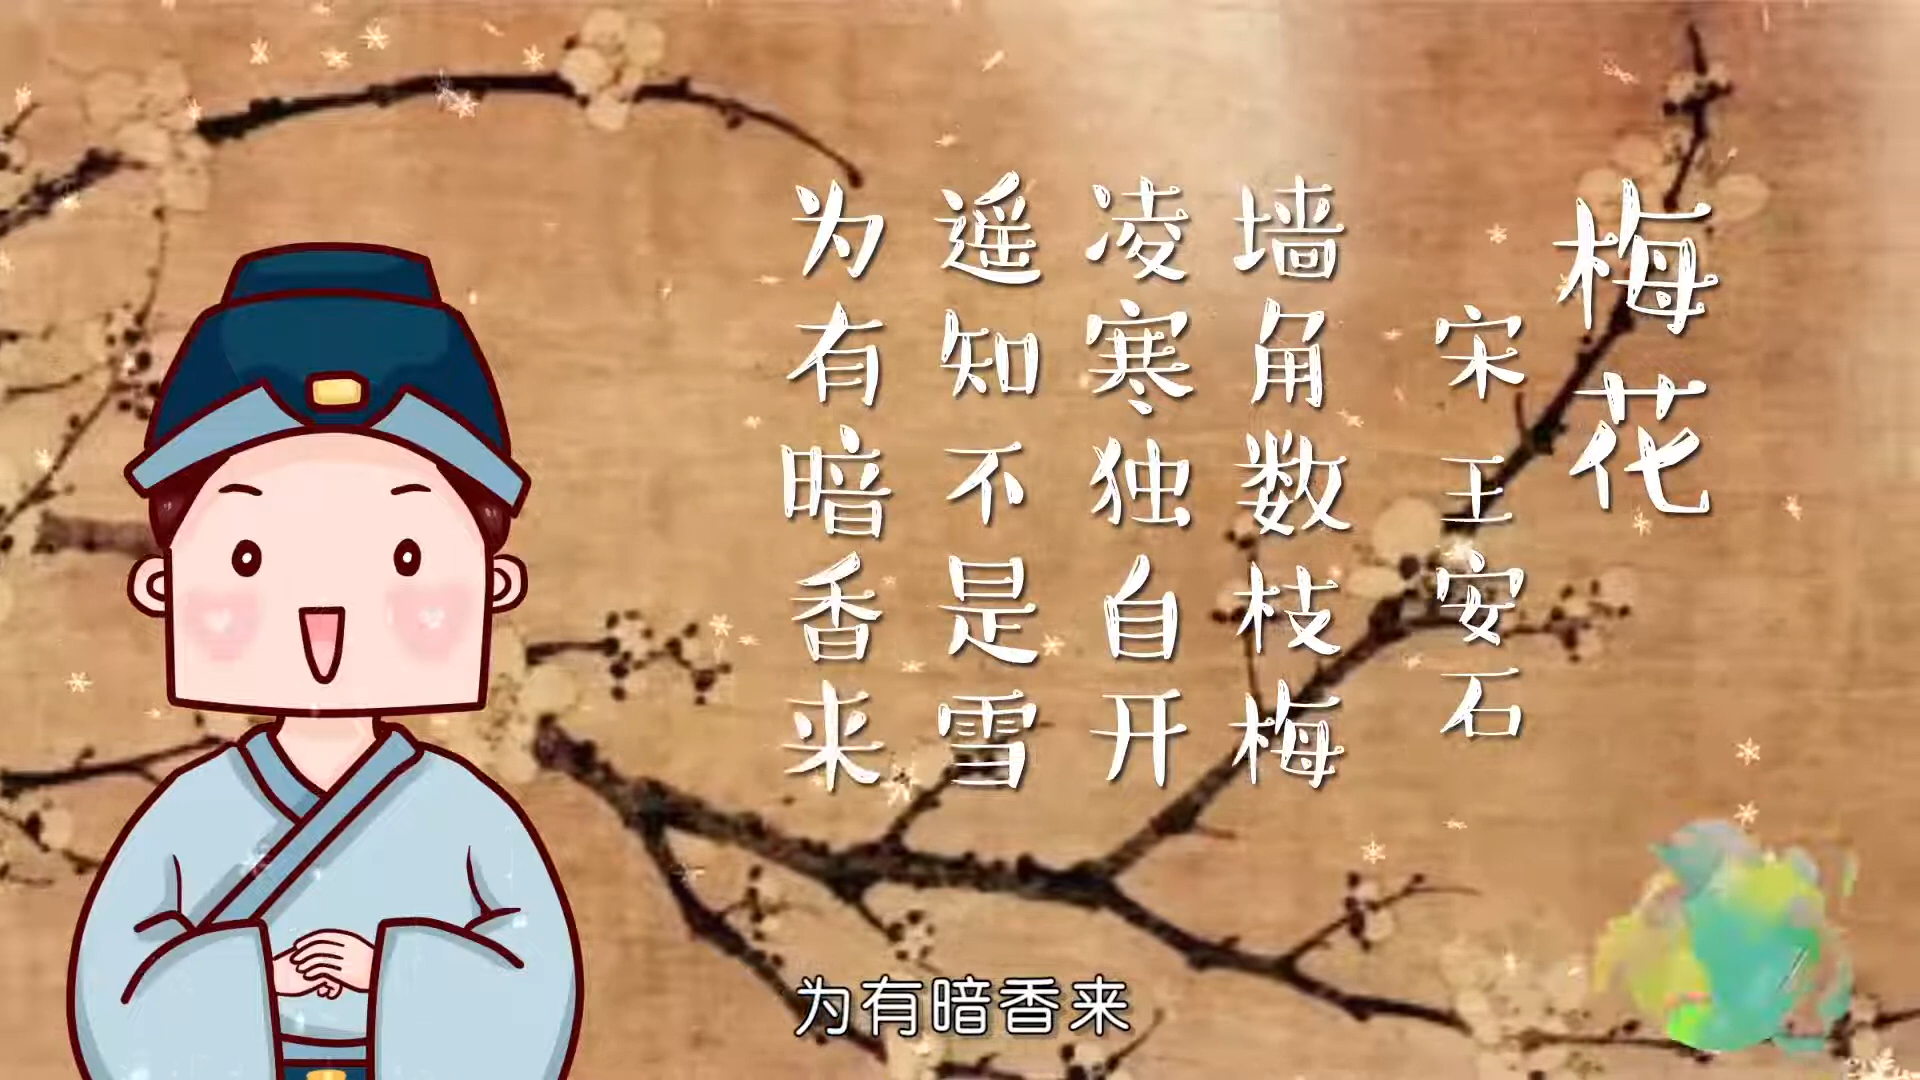 梅花
宋 王安石
墙角数枝梅
凌寒独自开
遥知不是雪
为有暗香来
为有暗香来